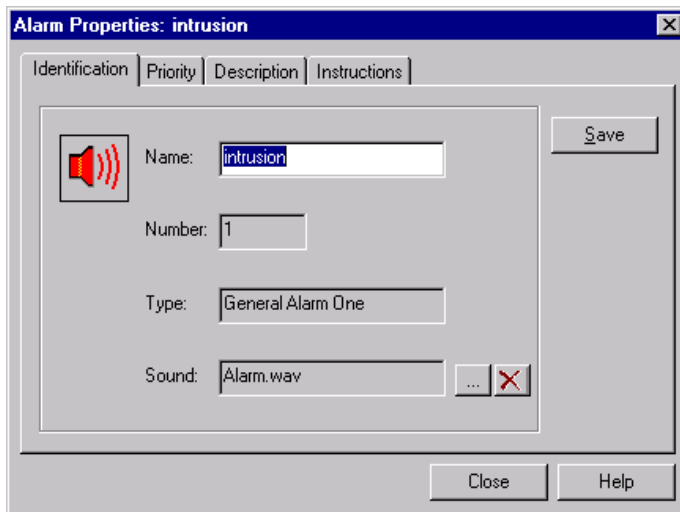 Alarm Properties: intrusion
Identification Priority Description Instructions
Save
Name: intrusion
Number: 1
Type: General Alarm One
Sound: Alarm.wav ...
Close Help